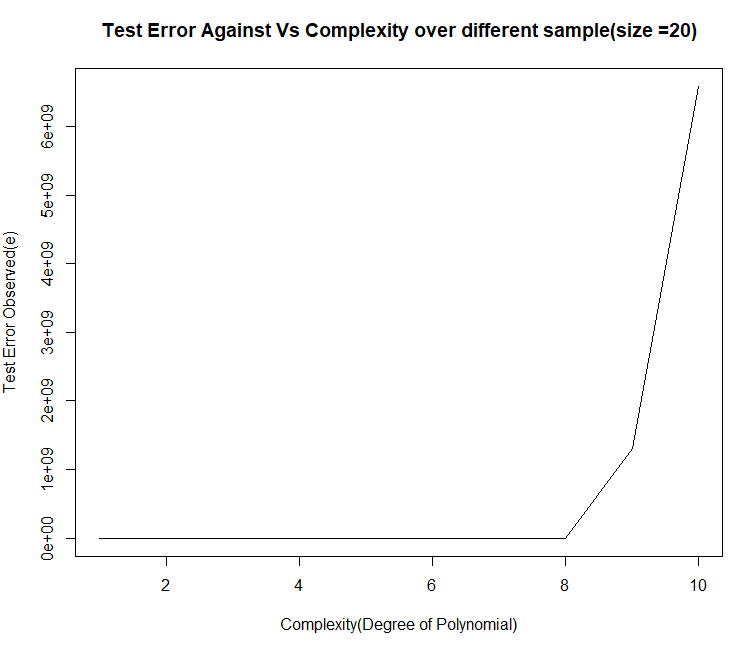 Test Error Against Vs Complexity over different sample(size =20)
Test Error Observed(e)
6e+09
5e+09
4e+09
3e+09
2e+09
1e+09
0e+00
2 4 6 8 10
Complexity(Degree of Polynomial)